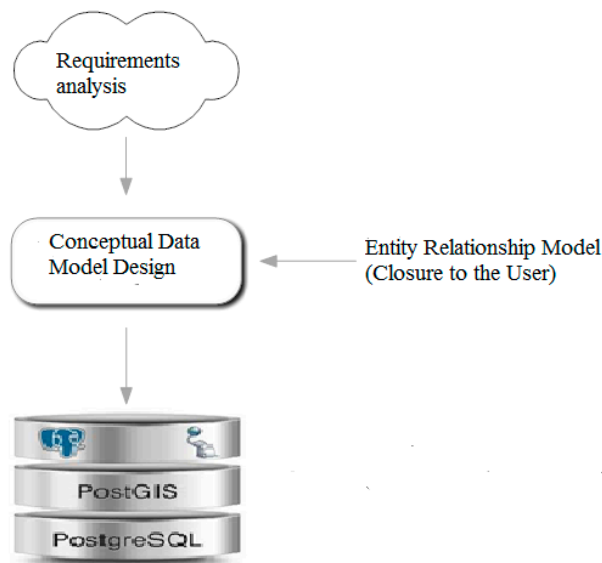 Requirements
analysis
Conceptual Data
Model Design
Entity Relationship Model
(Closure to the User)
PostGIS
PostgreSQL